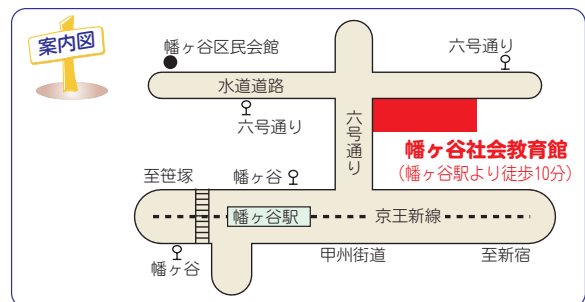 案内図
幡ヶ谷区民会館
六号通り
水道道路
六号通り
六号通り
幡ヶ谷社会教育館
(幡ヶ谷駅より徒歩10分)
至笹塚
幡ヶ谷
幡ヶ谷駅
京王新線
幡ヶ谷
甲州街道
至新宿